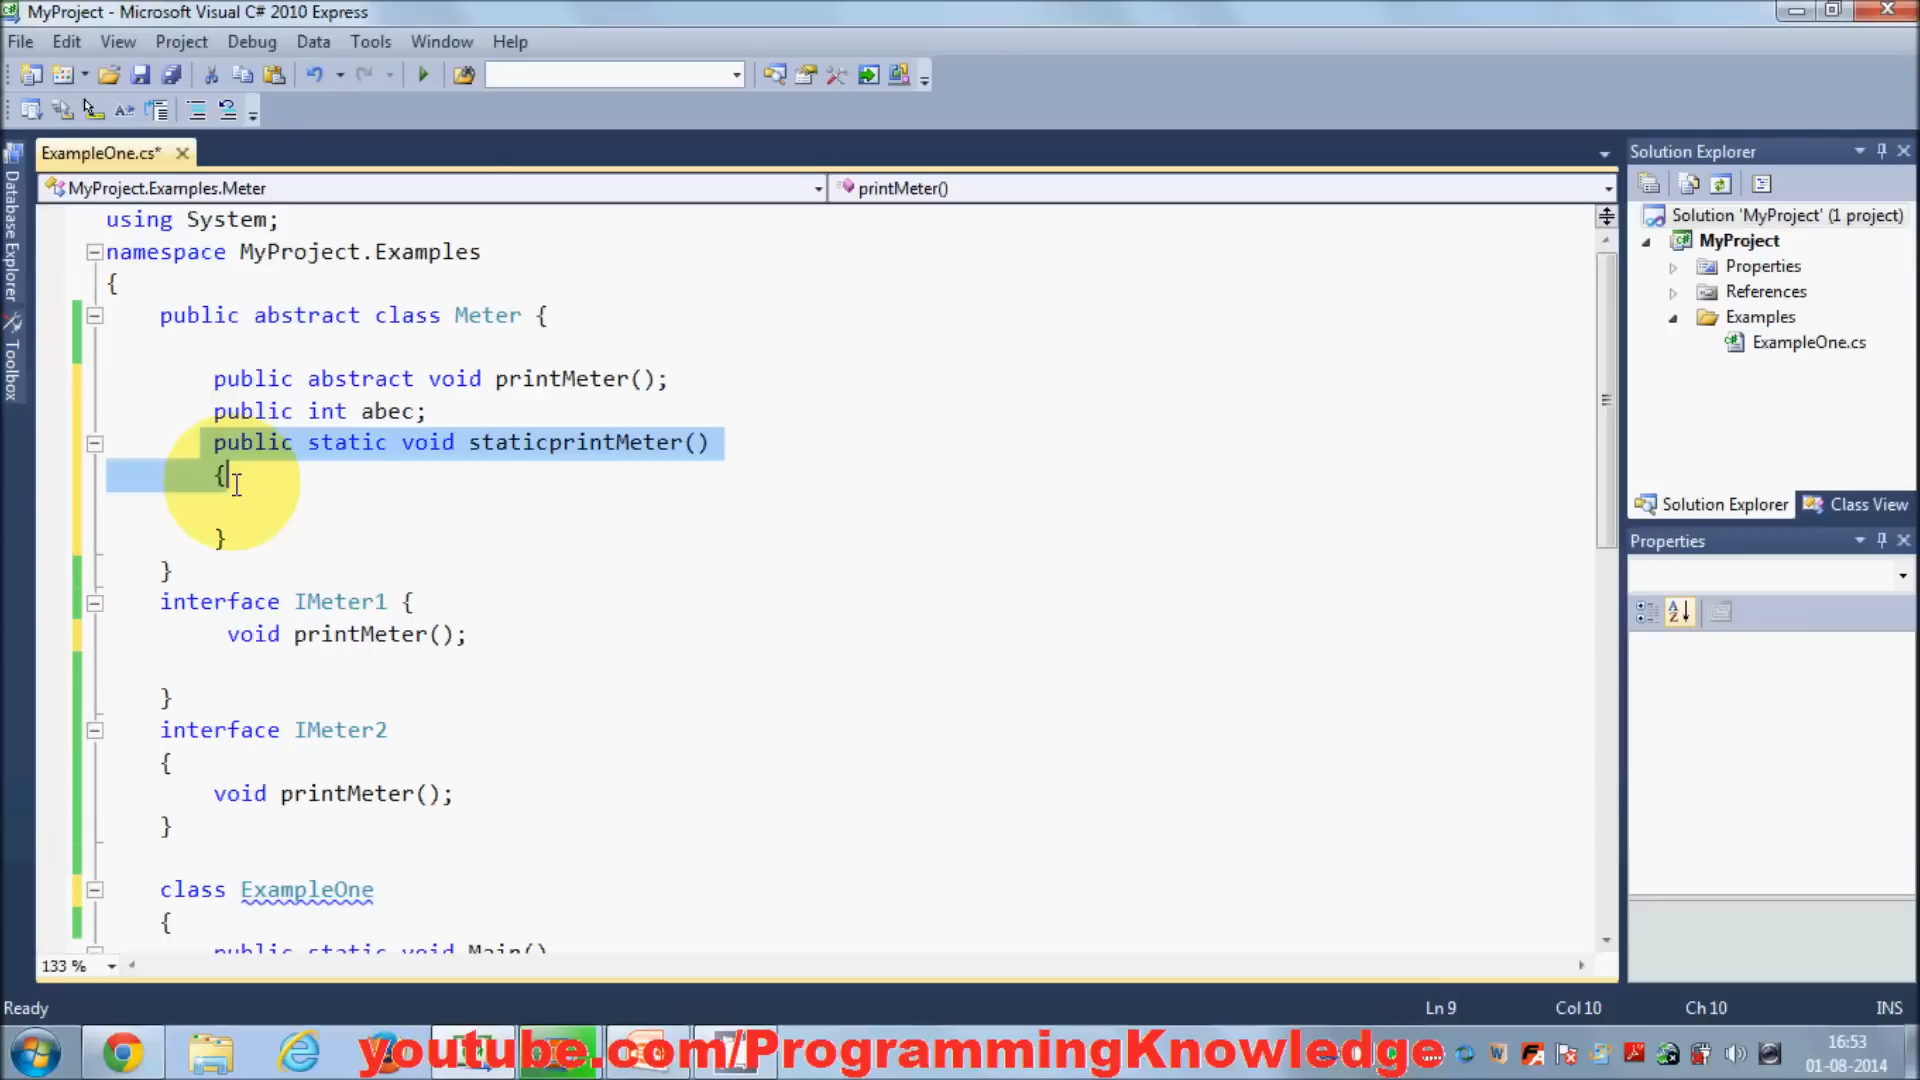 MyProject - Microsoft Visual C# 2010 Express
File Edit View Project Debug Data Tools Window Help
ExampleOne.cs*
Database Explorer
Toolbox
MyProject.Examples.Meter
printMeter()
using System;
namespace MyProject.Examples
{
public abstract class Meter {
public abstract void printMeter();
public int abec;
public static void staticprintMeter()
{
}
}
interface IMeter1 {
void printMeter();
}
interface IMeter2
{
void printMeter();
}
class ExampleOne
{
public static void Main()
133 %
Solution Explorer
Solution 'MyProject' (1 project)
MyProject
Properties
References
Examples
ExampleOne.cs
Solution Explorer Class View
Properties
Ready
Ln 9 Col 10 Ch 10 INS
youtube.com/ProgrammingKnowledge
16:53
01-08-2014